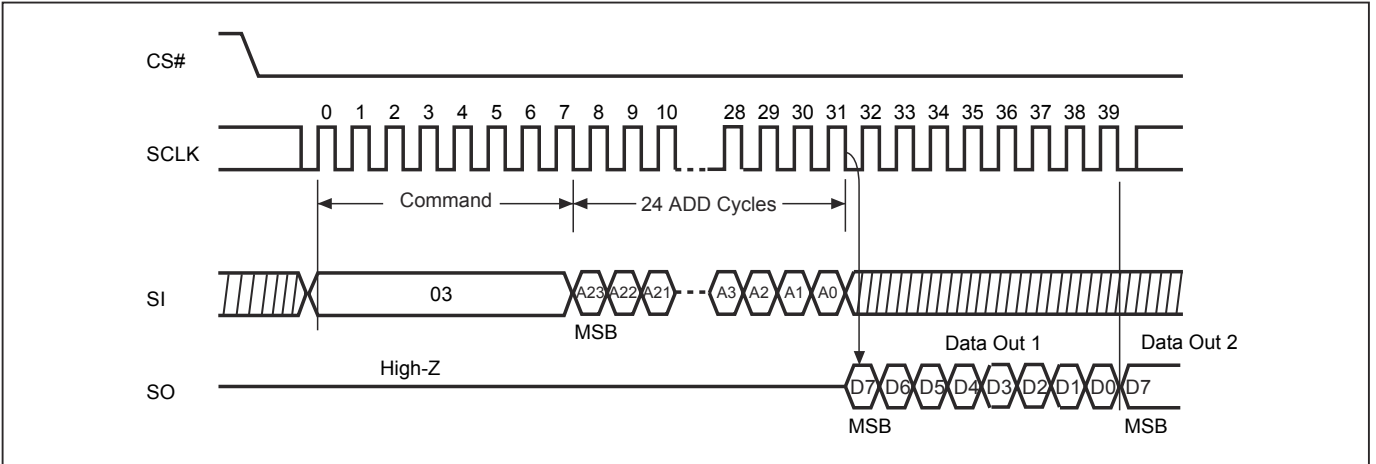 CS#
0 1 2 3 4 5 6 7 8 9 10 28 29 30 31 32 33 34 35 36 37 38 39
SCLK
Command
24 ADD Cycles
SI
03
A23 A22 A21 A3 A2 A1 A0
MSB
Data Out 1
Data Out 2
High-Z
SO
D7 D6 D5 D4 D3 D2 D1 D0 D7
MSB
MSB